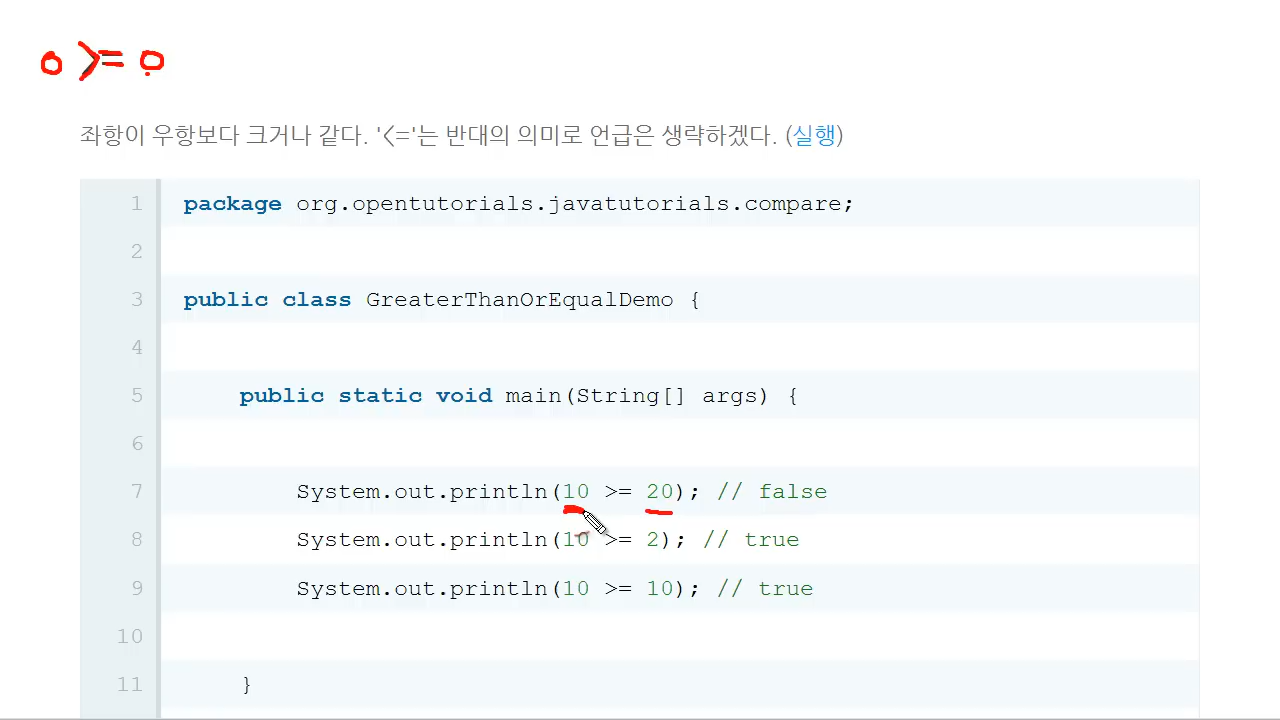 o >= o
좌항이 우항보다 크거나 같다. '<='는 반대의 의미로 언급은 생략하겠다. (실행)
1 package org.opentutorials.javatutorials.compare;
2
3 public class GreaterThanOrEqualDemo {
4
5 public static void main(String[] args) {
6
7 System.out.println(10 >= 20); // false
8 System.out.println(10 >= 2); // true
9 System.out.println(10 >= 10); // true
10
11 }